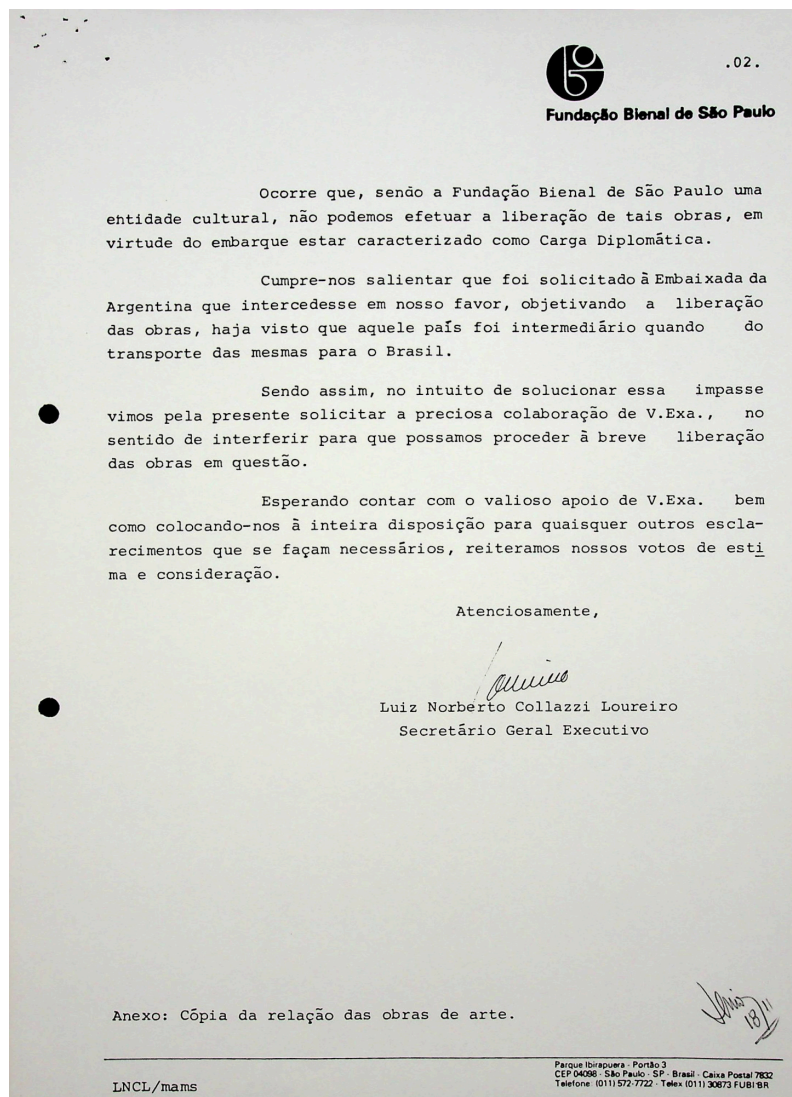 .02.
Fundação Bienal de São Paulo
Ocorre que, sendo a Fundação Bienal de São Paulo uma
entidade cultural, não podemos efetuar a liberação de tais obras, em
virtude do embarque estar caracterizado como Carga Diplomática.
Cumpre-nos salientar que foi solicitado à Embaixada da
Argentina que intercedesse em nosso favor, objetivando a liberação
das obras, haja visto que aquele país foi intermediário quando do
transporte das mesmas para o Brasil.
Sendo assim, no intuito de solucionar essa impasse
vimos pela presente solicitar a preciosa colaboração de V.Exa., no
sentido de interferir para que possamos proceder à breve liberação
das obras em questão.
Esperando contar com o valioso apoio de V.Exa. bem
como colocando-nos à inteira disposição para quaisquer outros escla-
recimentos que se façam necessários, reiteramos nossos votos de esti
ma e consideração.
Atenciosamente,
Luiz Norberto Collazzi Loureiro
Secretário Geral Executivo
18/11
Anexo: Cópia da relação das obras de arte.
Parque Ibirapuera - Portão 3
CEP 04098 - São Paulo - SP - Brasil - Caixa Postal 7832
Telefone: (011) 572-7722 - Telex (011) 30873 FUBI BR
LNCL/mams